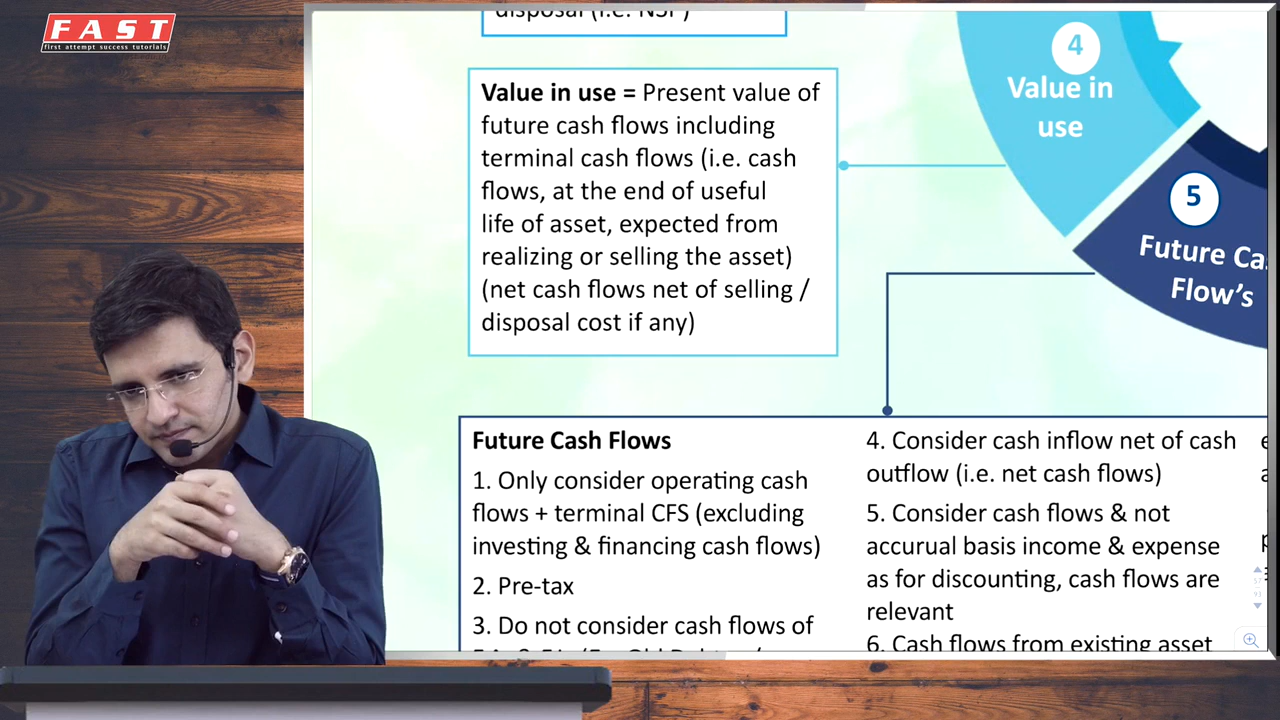 FAST
first attempt success tutorials
disposal (i.e. NSP)
Value in use = Present value of
future cash flows including
terminal cash flows (i.e. cash
flows, at the end of useful
life of asset, expected from
realizing or selling the asset)
(net cash flows net of selling /
disposal cost if any)
4
Value in
use
5
Future Ca
Flow's
Future Cash Flows
1. Only consider operating cash
flows + terminal CFS (excluding
investing & financing cash flows)
2. Pre-tax
3. Do not consider cash flows of
4. Consider cash inflow net of cash
outflow (i.e. net cash flows)
5. Consider cash flows & not
accurual basis income & expense
as for discounting, cash flows are
relevant
6. Cash flows from existing asset